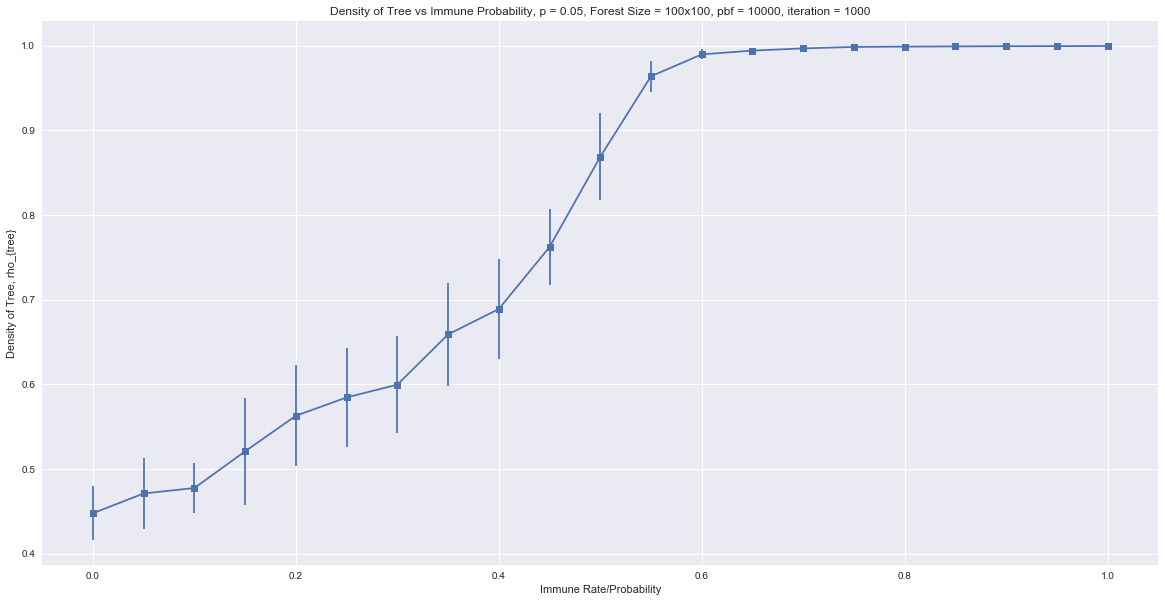 Density of Tree vs Immune Probability, p = 0.05, Forest Size = 100x100, pbf = 10000, iteration = 1000
1.0
0.9
0.8
0.7
0.6
0.5
0.4
Density of Tree, rho_{tree}
0.0 0.2 0.4 0.6 0.8 1.0
Immune Rate/Probability